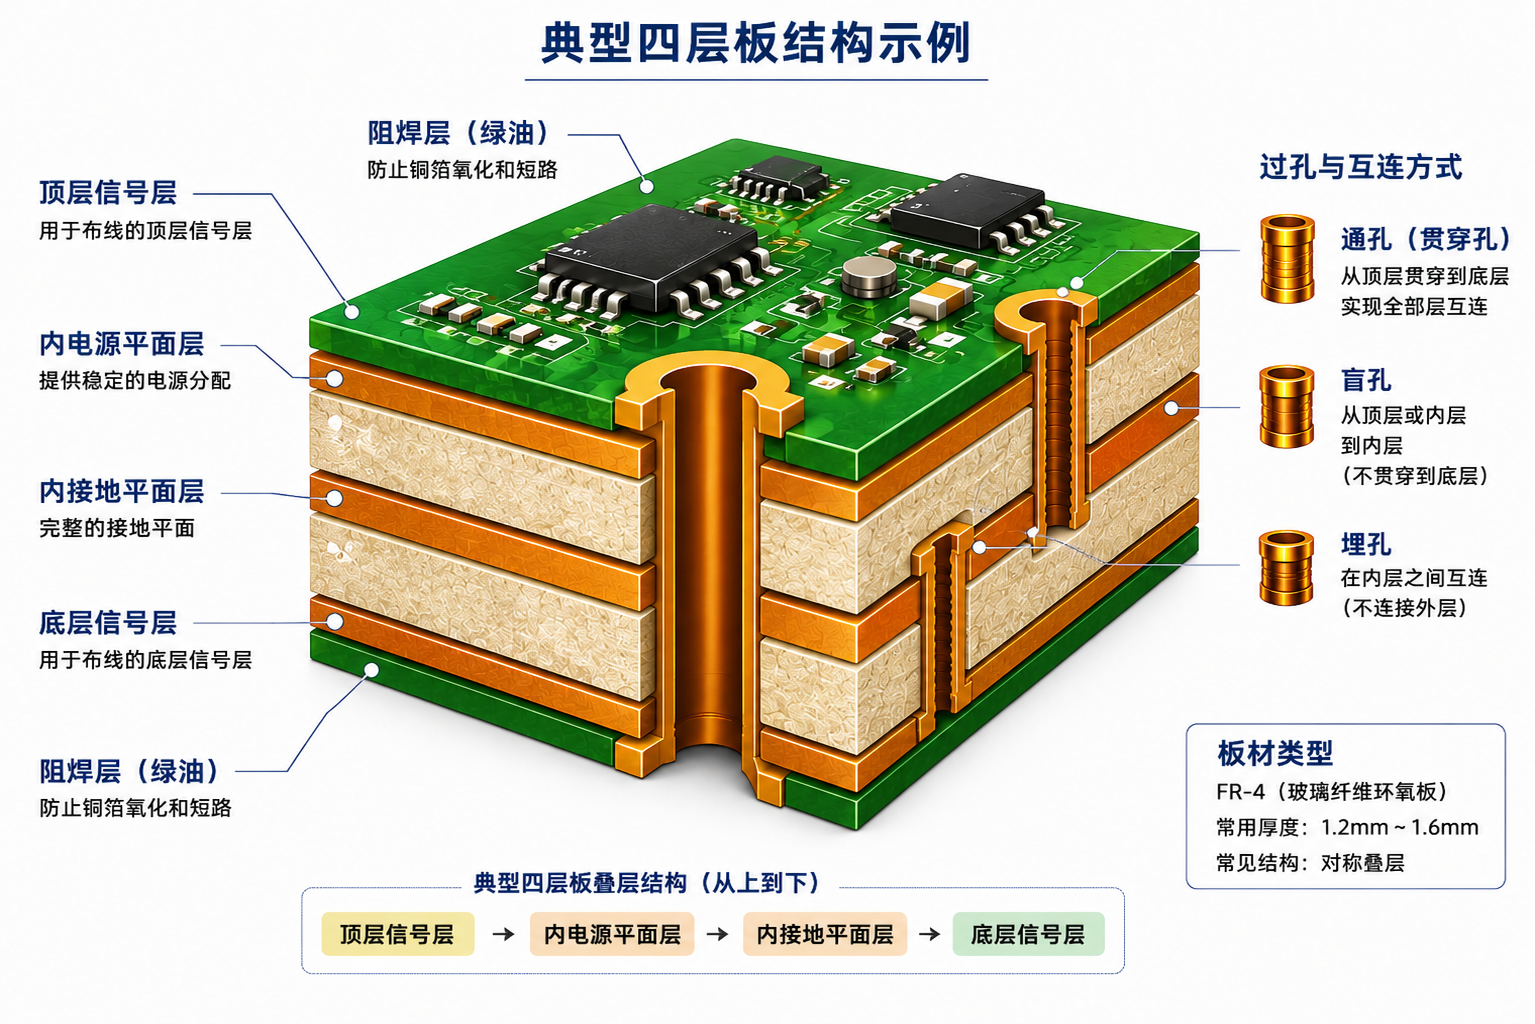 典型四层板结构示例
阻焊层（绿油）
防止铜箔氧化和短路
顶层信号层
用于布线的顶层信号层
内电源平面层
提供稳定的电源分配
内接地平面层
完整的接地平面
底层信号层
用于布线的底层信号层
阻焊层（绿油）
防止铜箔氧化和短路
过孔与互连方式
通孔（贯穿孔）
从顶层贯穿到底层
实现全部层互连
盲孔
从顶层或内层
到内层
（不贯穿到底层）
埋孔
在内层之间互连
（不连接外层）
板材类型
FR-4（玻璃纤维环氧板）
常用厚度：1.2mm ~ 1.6mm
常见结构：对称叠层
典型四层板叠层结构（从上到下）
顶层信号层 → 内电源平面层 → 内接地平面层 → 底层信号层